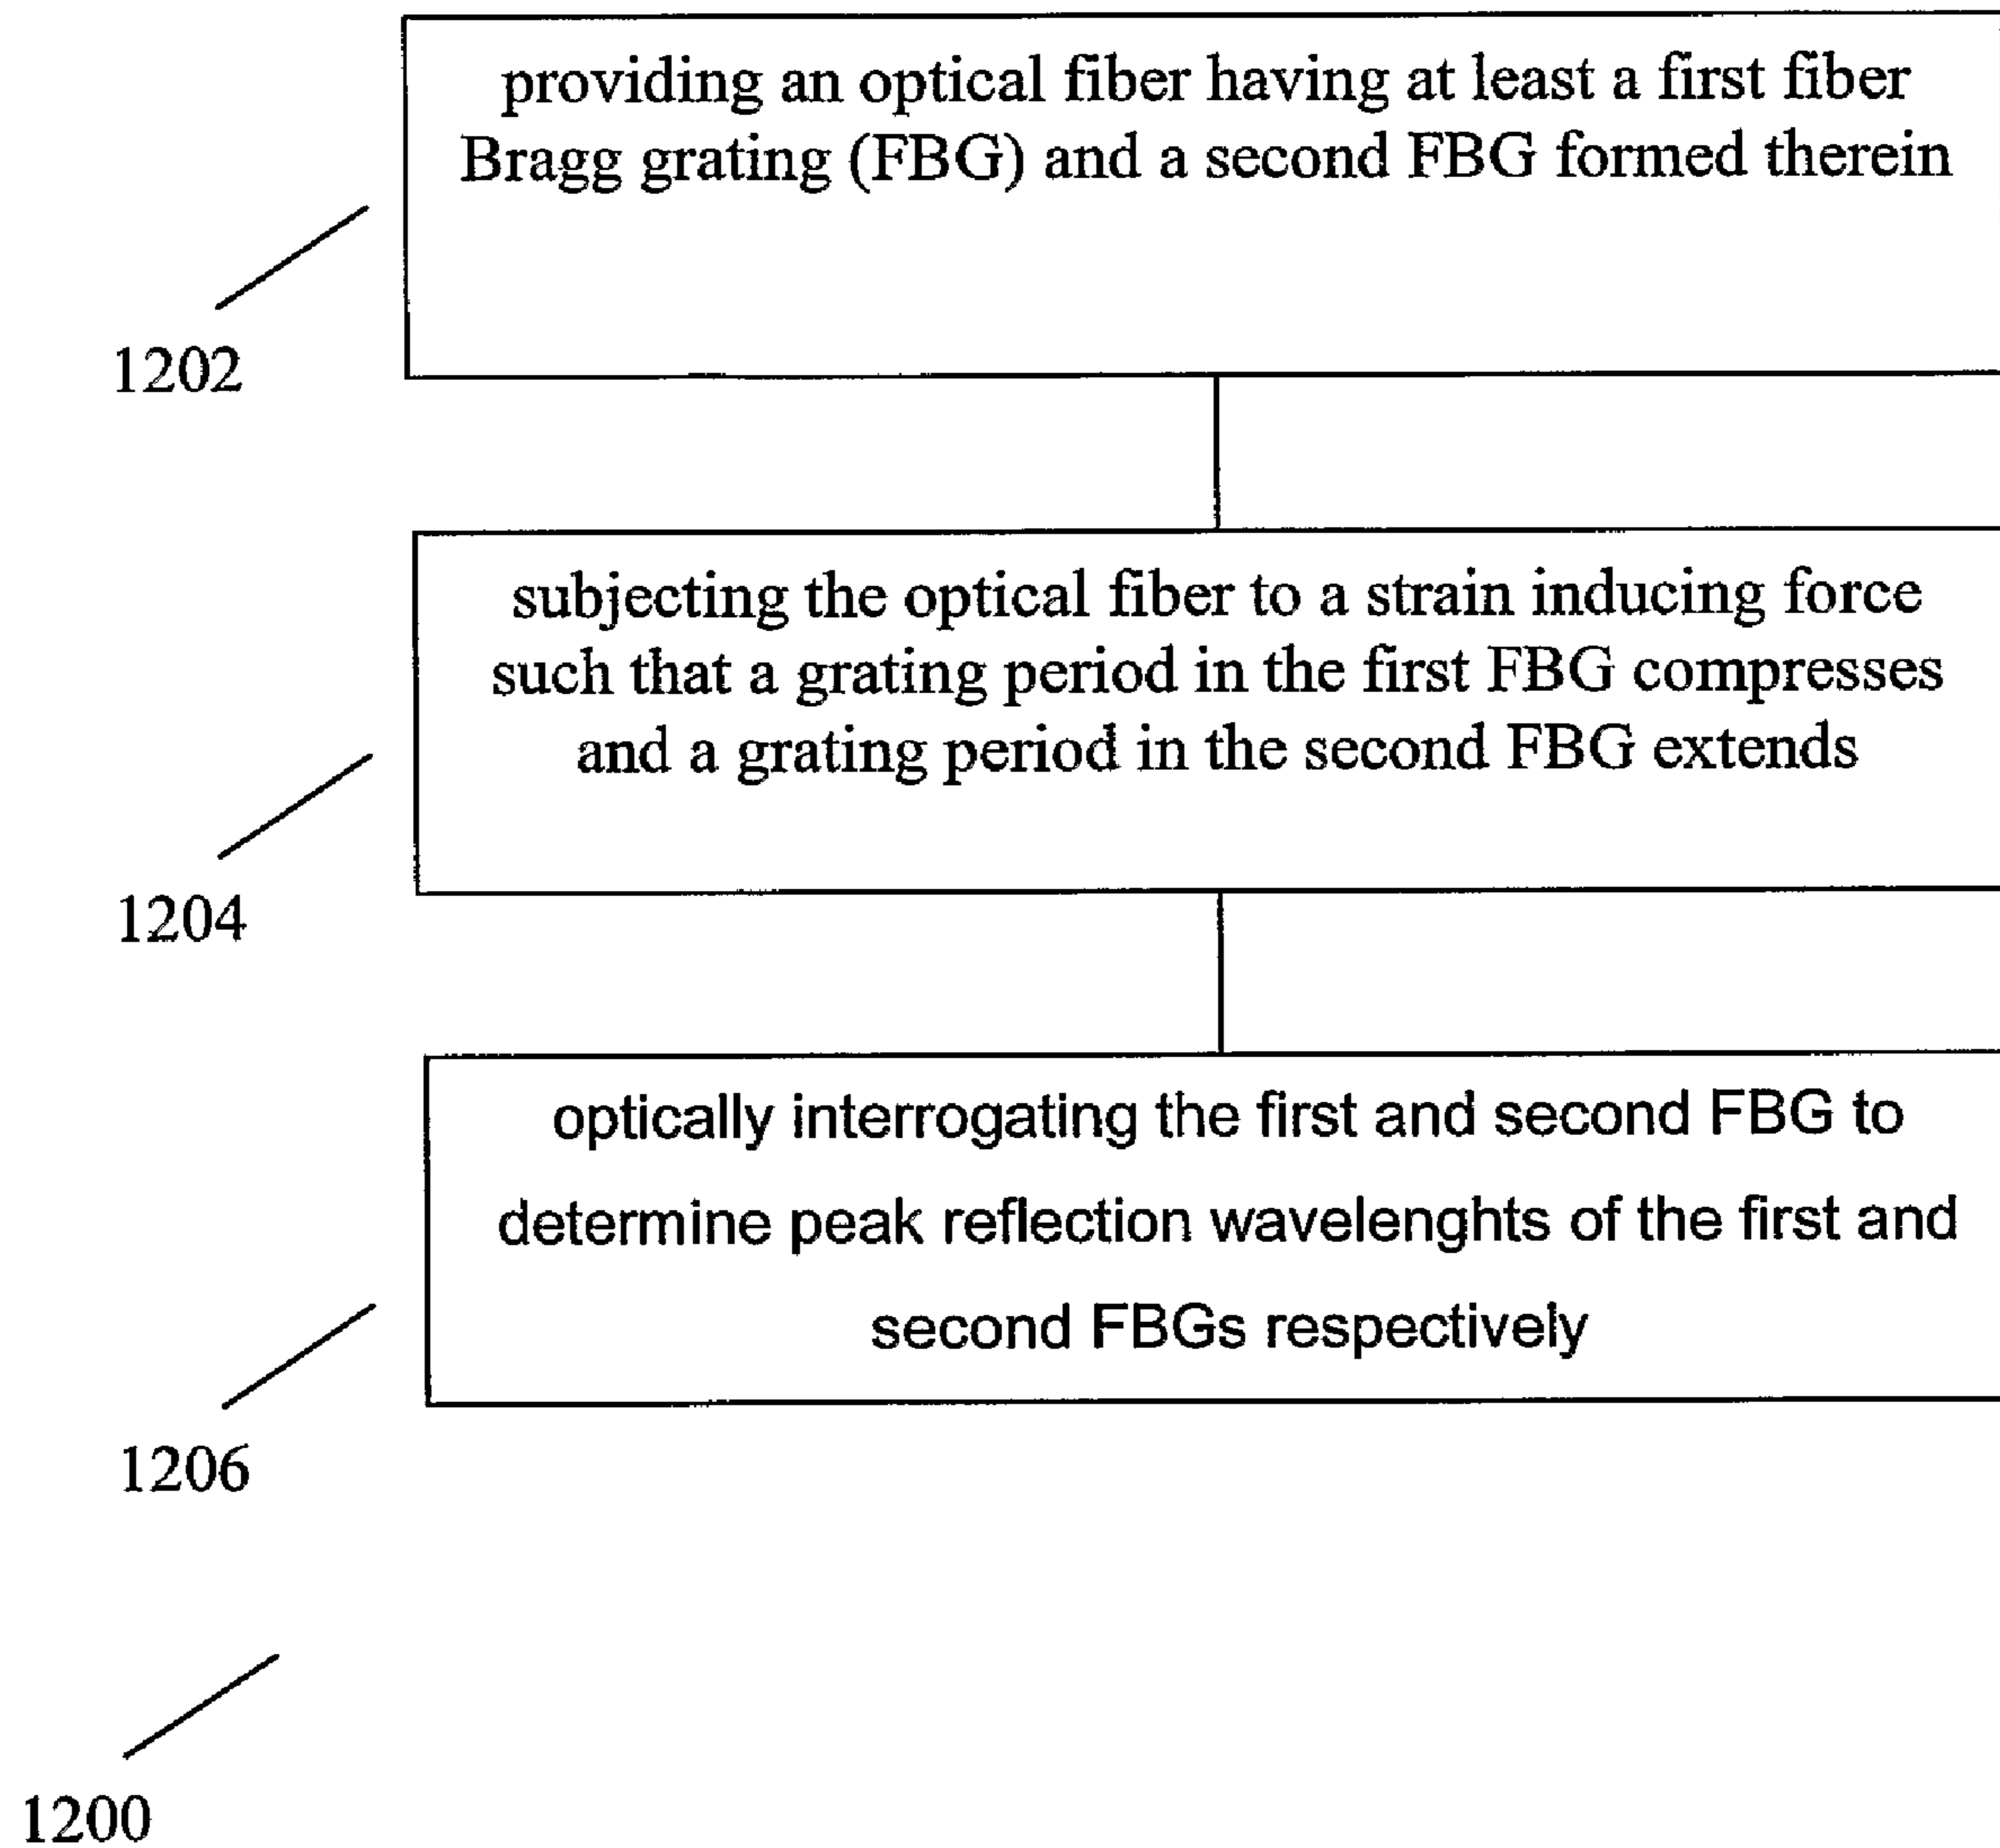 providing an optical fiber having at least a first fiber
Bragg grating (FBG) and a second FBG formed therein
1202
subjecting the optical fiber to a strain inducing force
such that a grating period in the first FBG compresses
and a grating period in the second FBG extends
1204
optically interrogating the first and second FBG to
determine peak reflection wavelenghts of the first and
second FBGs respectively
1206
1200